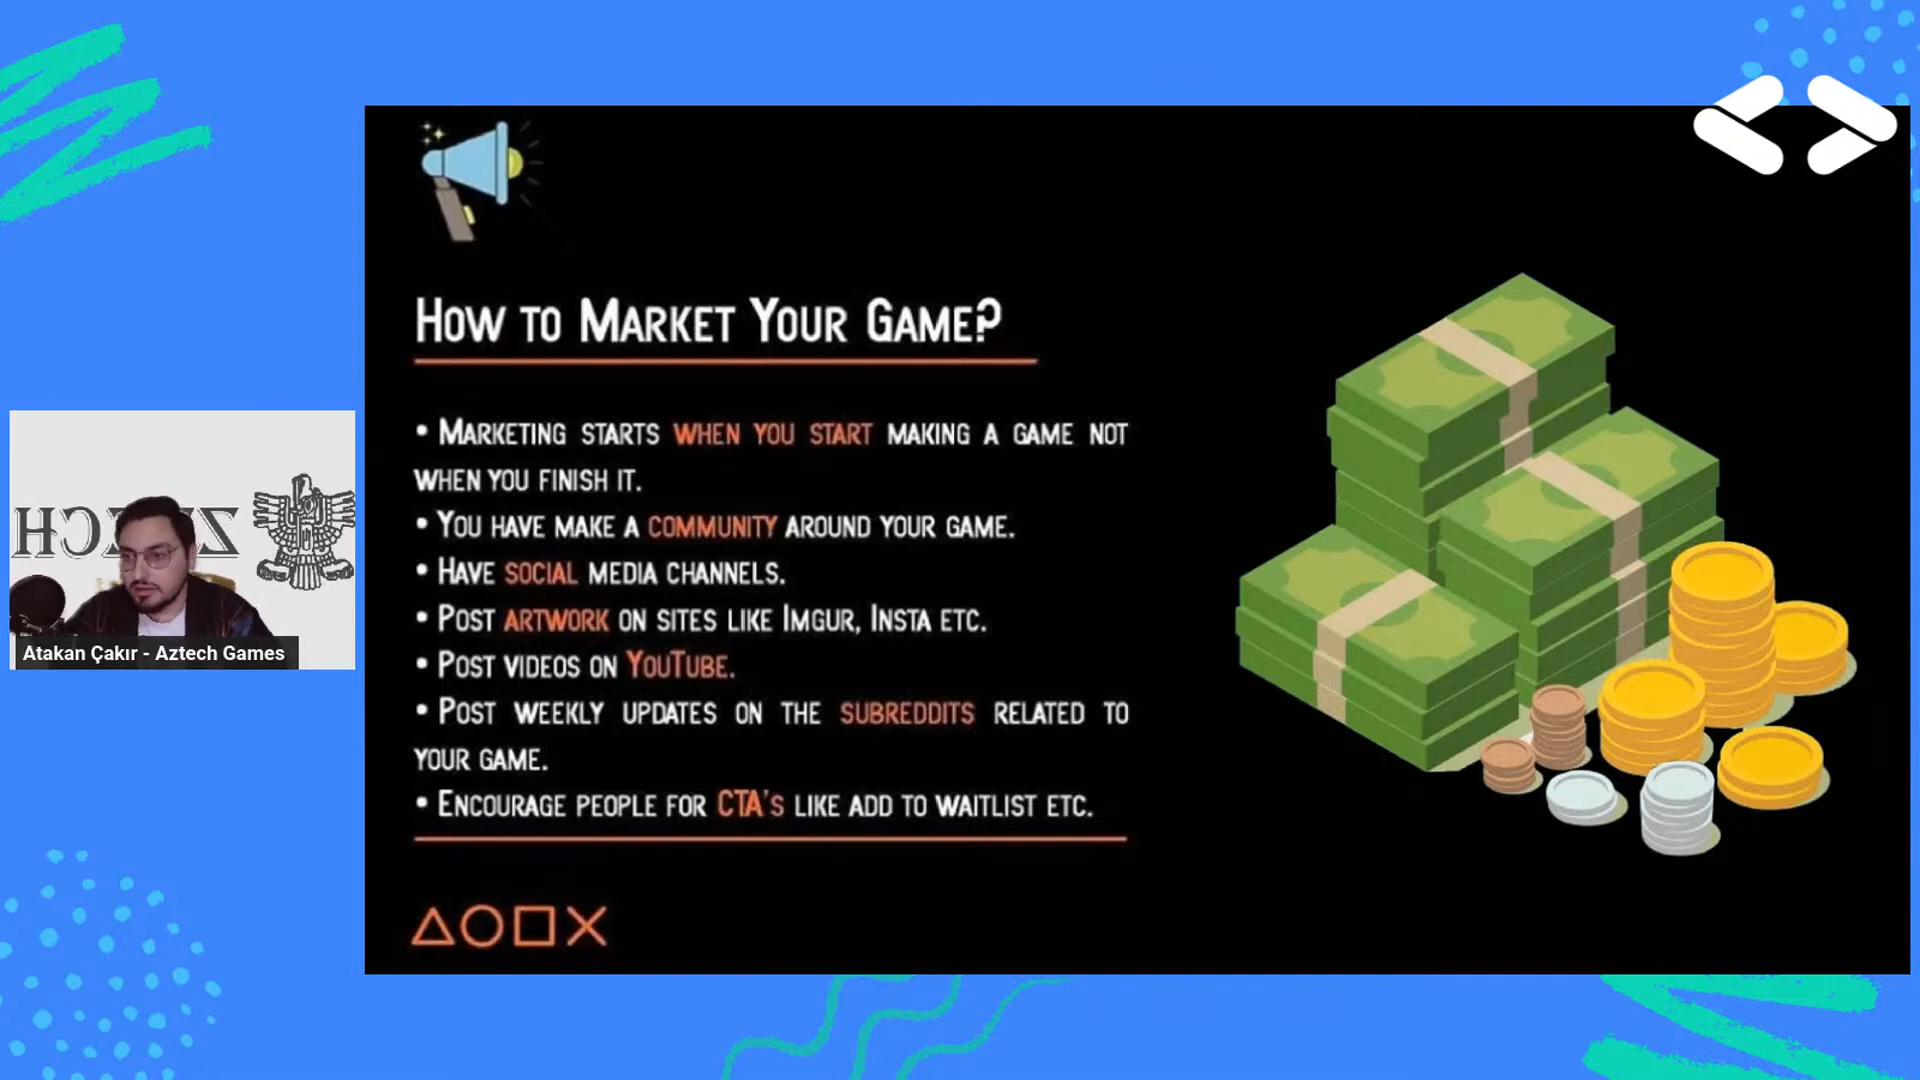 How to Market Your Game?
• Marketing starts when you start making a game not
when you finish it.
• You have make a community around your game.
• Have social media channels.
• Post artwork on sites like Imgur, Insta etc.
• Post videos on YouTube.
• Post weekly updates on the subreddits related to
your game.
• Encourage people for CTA's like add to waitlist etc.
Atakan Çakır - Aztech Games